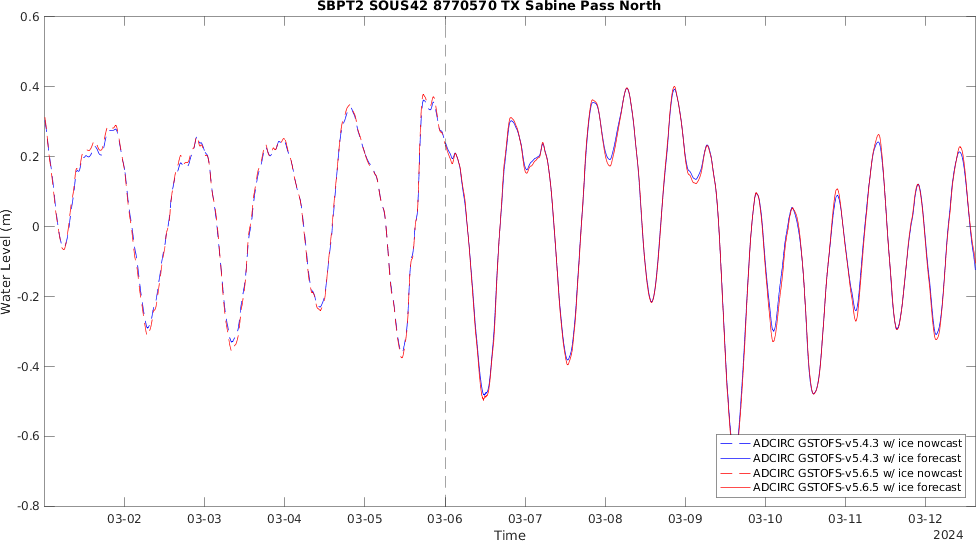 SBPT2 SOUS42 8770570 TX Sabine Pass North
0.6
0.4
0.2
0
-0.2
-0.4
-0.6
-0.8
Water Level (m)
ADCIRC GSTOFS-v5.4.3 w/ ice nowcast
ADCIRC GSTOFS-v5.4.3 w/ ice forecast
ADCIRC GSTOFS-v5.6.5 w/ ice nowcast
ADCIRC GSTOFS-v5.6.5 w/ ice forecast
03-02 03-03 03-04 03-05 03-06 03-07 03-08 03-09 03-10 03-11 03-12
Time
2024